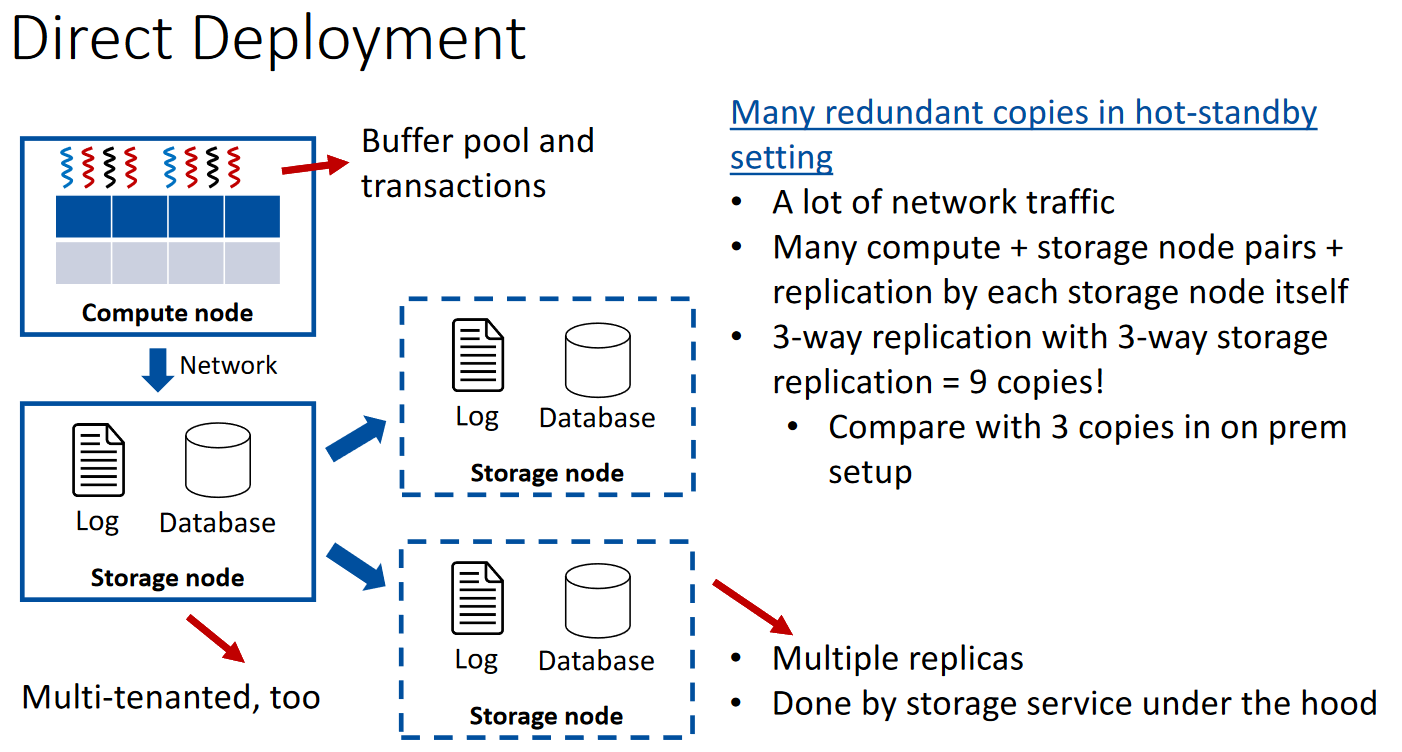 Direct Deployment
Buffer pool and
transactions
Compute node
Network
Log
Database
Storage node
Multi-tenanted, too
Log
Database
Storage node
Log
Database
Storage node
Many redundant copies in hot-standby
setting
• A lot of network traffic
• Many compute + storage node pairs +
replication by each storage node itself
• 3-way replication with 3-way storage
replication = 9 copies!
• Compare with 3 copies in on prem
setup
• Multiple replicas
• Done by storage service under the hood